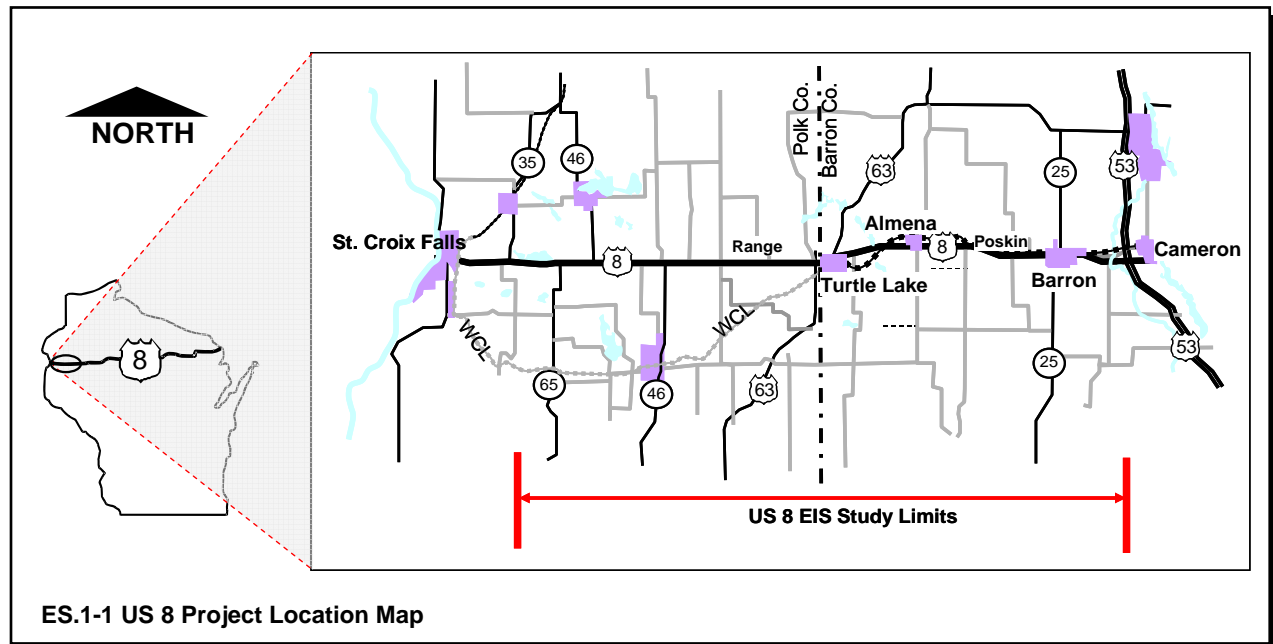 NORTH
8
Polk Co.
Barron Co.
35
46
63
25
53
St. Croix Falls
8
Range
Almena
8
Poskin
Cameron
Turtle Lake
Barron
WCL
WCL
65
46
63
25
53
US 8 EIS Study Limits
ES.1-1 US 8 Project Location Map